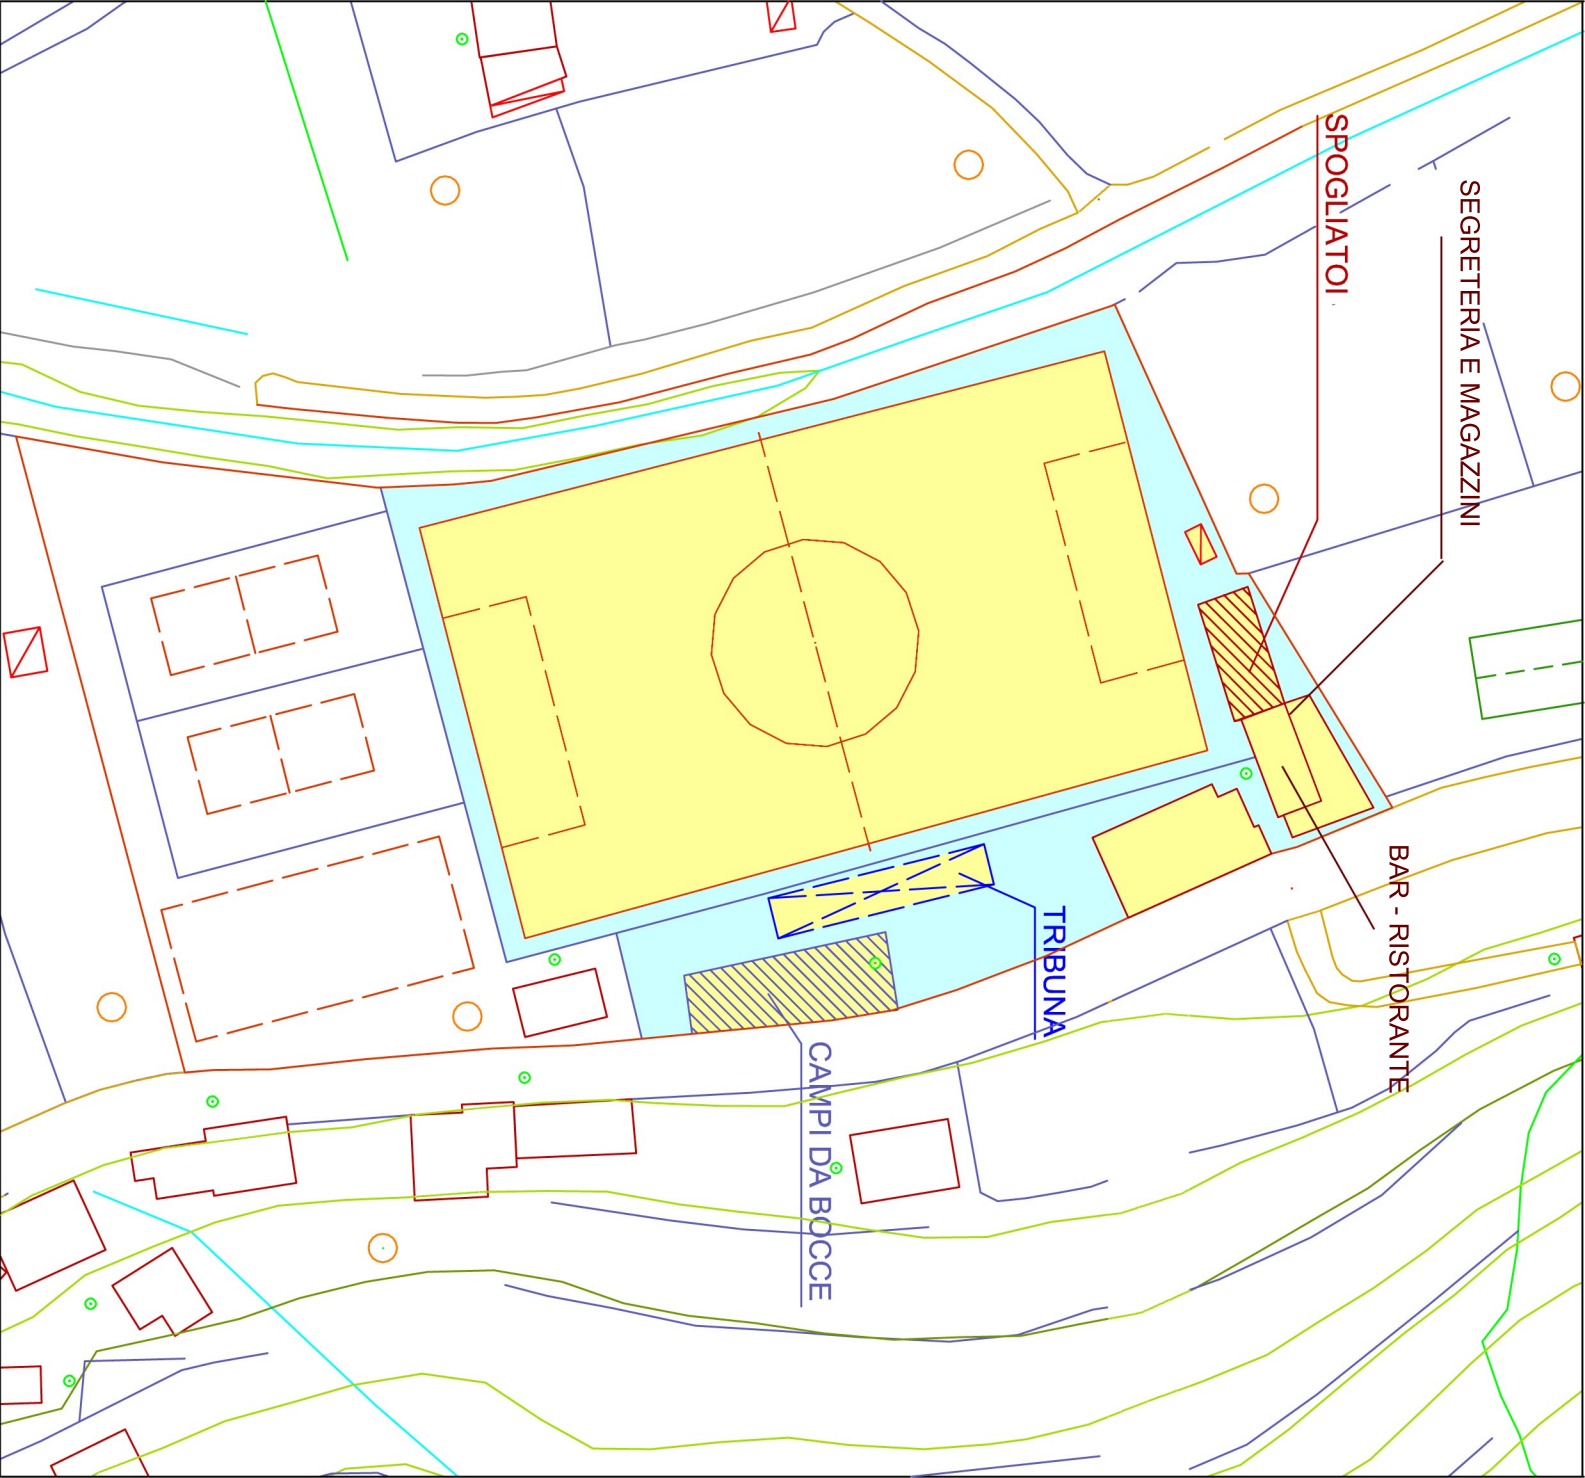 SPOGLIATOI
SEGRETERIA E MAGAZZINI
BAR - RISTORANTE
TRIBUNA
CAMPI DA BOCCE